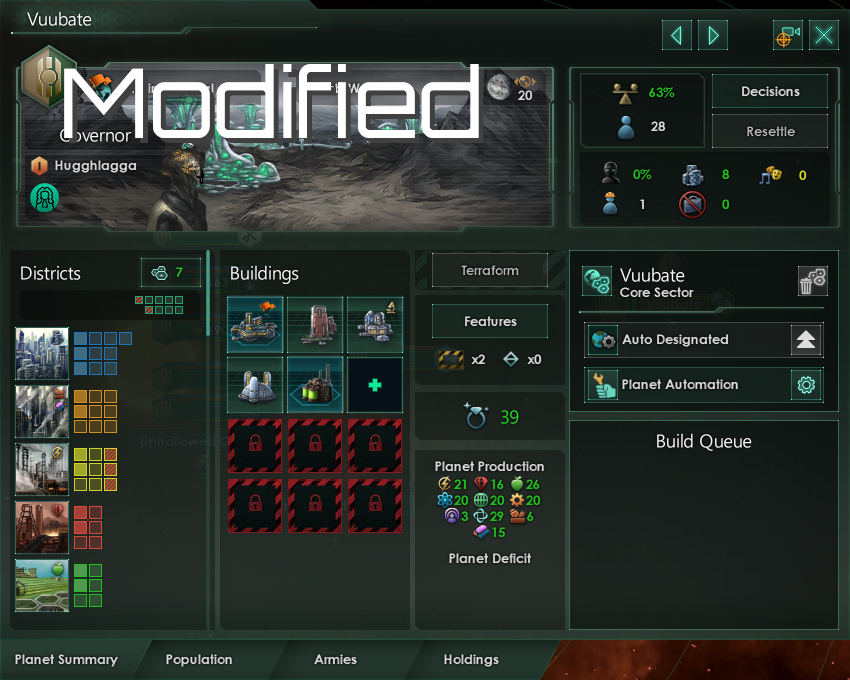 Vuubate
Modified
20
Governor
Hugghlagga
63%
28
Decisions
Resettle
0%
8
0
1
0
Districts
7
Buildings
Terraform
Features
x2
x0
39
Planet Production
21 16 26
20 20 20
3 29 6
15
Planet Deficit
Vuubate
Core Sector
Auto Designated
Planet Automation
Build Queue
Planet Summary
Population
Armies
Holdings